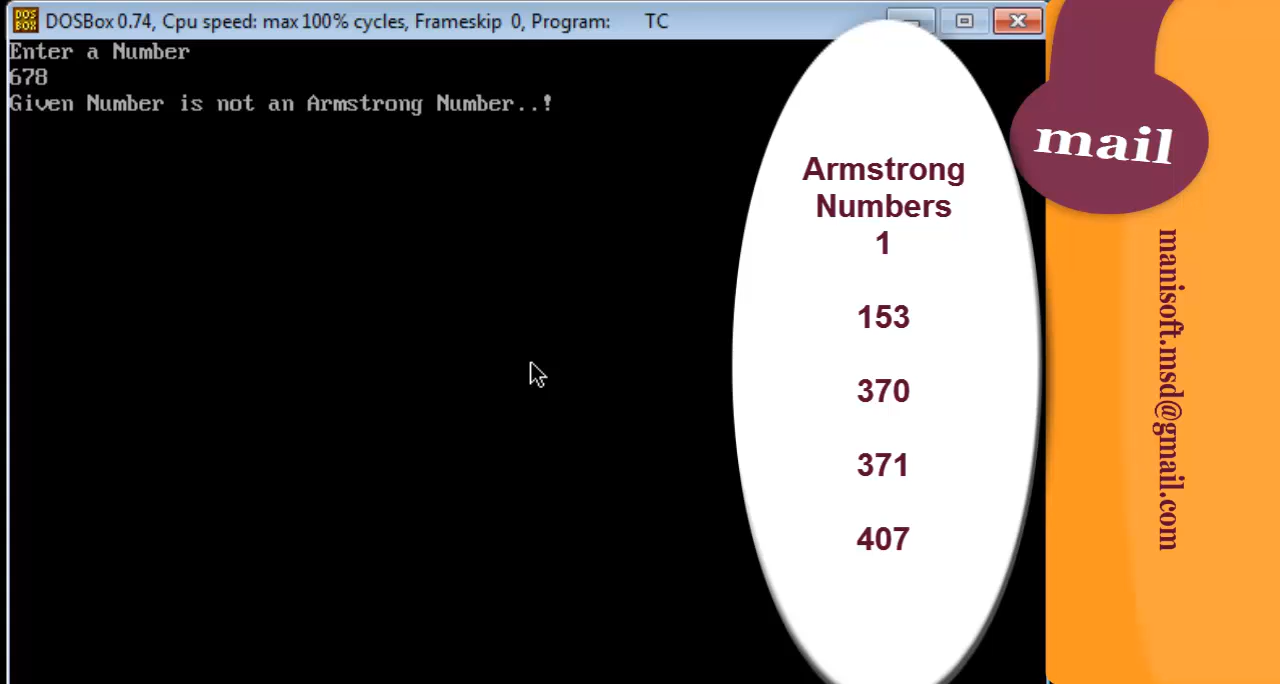 DOSBox 0.74, Cpu speed: max 100% cycles, Frameskip 0, Program: TC
Enter a Number
678
Given Number is not an Armstrong Number..!
Armstrong
Numbers
1
153
370
371
407
mail
manisoft.msd@gmail.com